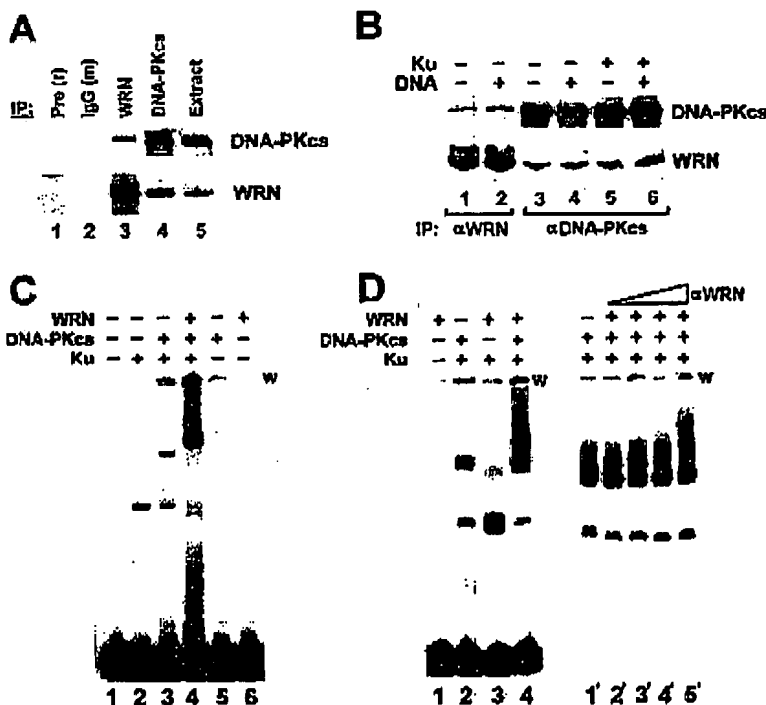 A
IP:
Pre (r)
IgG (m)
WRN
DNA-PKcs
Extract
DNA-PKcs
WRN
1 2 3 4 5
B
Ku - - - - + +
DNA - + - + - +
DNA-PKcs
WRN
1 2 3 4 5 6
IP: αWRN αDNA-PKcs
C
WRN - - - + - +
DNA-PKcs - - + + + -
Ku - + + + - -
w
1 2 3 4 5 6
D
αWRN
WRN + - + + - + + + +
DNA-PKcs - + - + + + + + +
Ku - + + + + + + + +
w w
1 2 3 4 1' 2' 3' 4' 5'